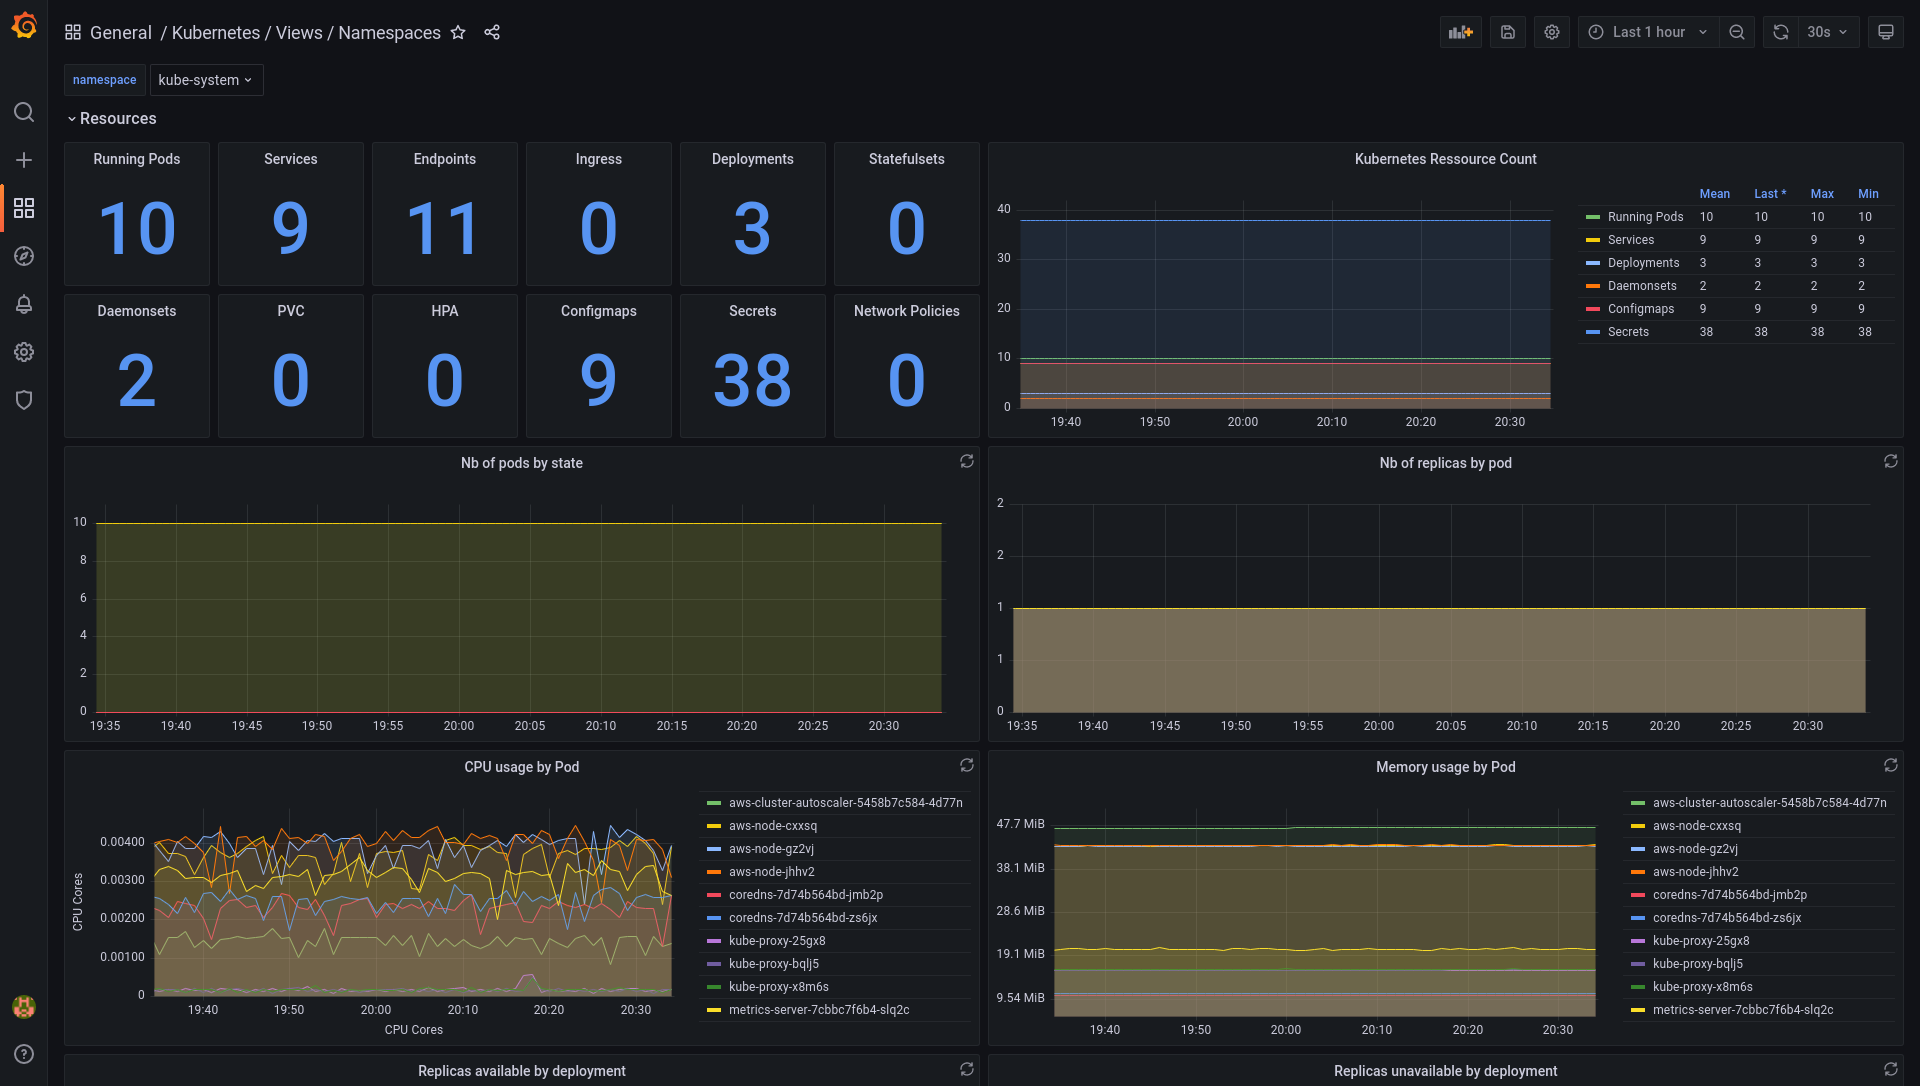 General / Kubernetes / Views / Namespaces
Last 1 hour
30s
namespace
kube-system
Resources
Running Pods
10
Services
9
Endpoints
11
Ingress
0
Deployments
3
Statefulsets
0
Daemonsets
2
PVC
0
HPA
0
Configmaps
9
Secrets
38
Network Policies
0
Kubernetes Ressource Count
40
30
20
10
0
19:40 19:50 20:00 20:10 20:20 20:30
Mean Last * Max Min
Running Pods 10 10 10 10
Services 9 9 9 9
Deployments 3 3 3 3
Daemonsets 2 2 2 2
Configmaps 9 9 9 9
Secrets 38 38 38 38
Nb of pods by state
10
8
6
4
2
0
19:35 19:40 19:45 19:50 19:55 20:00 20:05 20:10 20:15 20:20 20:25 20:30
Nb of replicas by pod
2
2
1
1
0
19:35 19:40 19:45 19:50 19:55 20:00 20:05 20:10 20:15 20:20 20:25 20:30
CPU usage by Pod
CPU Cores
0.00400
0.00300
0.00200
0.00100
0
19:40 19:50 20:00 20:10 20:20 20:30
CPU Cores
aws-cluster-autoscaler-5458b7c584-4d77n
aws-node-cxxsq
aws-node-gz2vj
aws-node-jhhv2
coredns-7d74b564bd-jmb2p
coredns-7d74b564bd-zs6jx
kube-proxy-25gx8
kube-proxy-bqlj5
kube-proxy-x8m6s
metrics-server-7cbbc7f6b4-slq2c
Memory usage by Pod
47.7 MiB
38.1 MiB
28.6 MiB
19.1 MiB
9.54 MiB
19:40 19:50 20:00 20:10 20:20 20:30
aws-cluster-autoscaler-5458b7c584-4d77n
aws-node-cxxsq
aws-node-gz2vj
aws-node-jhhv2
coredns-7d74b564bd-jmb2p
coredns-7d74b564bd-zs6jx
kube-proxy-25gx8
kube-proxy-bqlj5
kube-proxy-x8m6s
metrics-server-7cbbc7f6b4-slq2c
Replicas available by deployment
Replicas unavailable by deployment